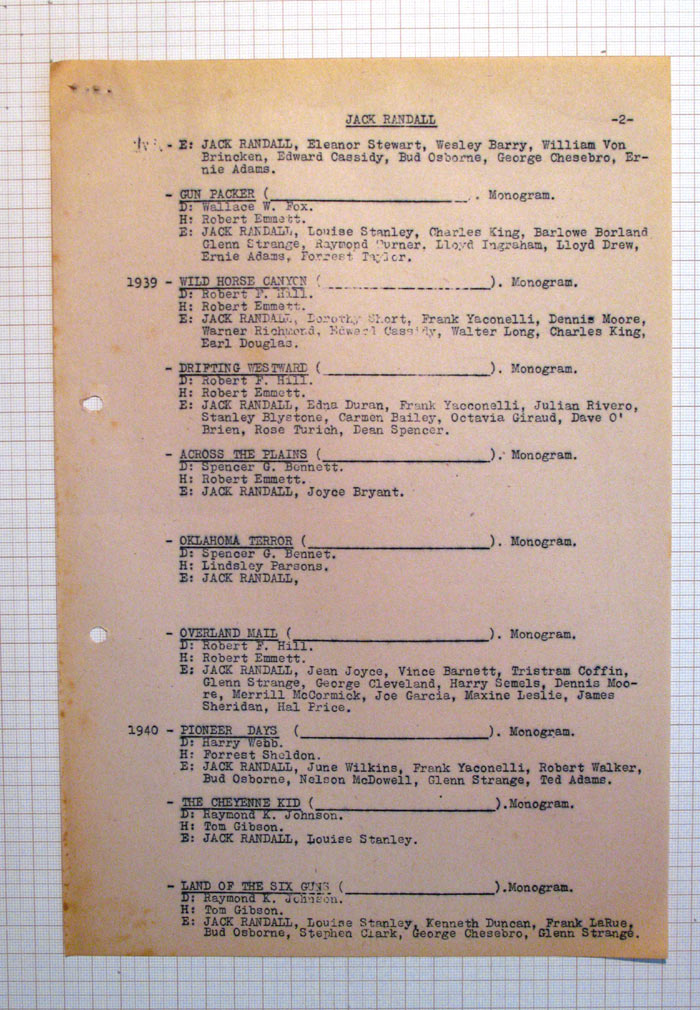 JACK RANDALL -2-
- E: JACK RANDALL, Eleanor Stewart, Wesley Barry, William Von
Brincken, Edward Cassidy, Bud Osborne, George Chesebro, Er-
nie Adams.
- GUN PACKER ( . Monogram.
D: Wallace W. Fox.
H: Robert Emmett.
E: JACK RANDALL, Louise Stanley, Charles King, Barlowe Borland
Glenn Strange, Raymond Turner. Lloyd Ingraham, Lloyd Drew,
Ernie Adams, Forrest Taylor.
1939 - WILD HORSE CANYON ( ). Monogram.
D: Robert F. Hill.
H: Robert Emmett.
E: JACK RANDALL, Dorothy Short, Frank Yaconelli, Dennis Moore,
Warner Richmond, Edward Cassidy, Walter Long, Charles King,
Earl Douglas.
- DRIFTING WESTWARD ( ). Monogram.
D: Robert F. Hill.
H: Robert Emmett.
E: JACK RANDALL, Edna Duran, Frank Yacconelli, Julian Rivero,
Stanley Blystone, Carmen Bailey, Octavia Giraud, Dave O'
Brien, Rose Turich, Dean Spencer.
- ACROSS THE PLAINS ( ). Monogram.
D: Spencer G. Bennett.
H: Robert Emmett.
E: JACK RANDALL, Joyce Bryant.
- OKLAHOMA TERROR ( ). Monogram.
D: Spencer G. Bennet.
H: Lindsley Parsons.
E: JACK RANDALL,
- OVERLAND MAIL ( ). Monogram.
D: Robert F. Hill.
H: Robert Emmett.
E: JACK RANDALL, Jean Joyce, Vince Barnett, Tristram Coffin,
Glenn Strange, George Cleveland, Harry Semels, Dennis Moo-
re, Merrill McCormick, Joe Garcia, Maxine Leslie, James
Sheridan, Hal Price.
1940 - PIONEER DAYS ( ). Monogram.
D: Harry Webb.
H: Forrest Sheldon.
E: JACK RANDALL, June Wilkins, Frank Yaconelli, Robert Walker,
Bud Osborne, Nelson McDowell, Glenn Strange, Ted Adams.
- THE CHEYENNE KID ( ).Monogram.
D: Raymond K. Johnson.
H: Tom Gibson.
E: JACK RANDALL, Louise Stanley.
- LAND OF THE SIX GUNS ( ).Monogram.
D: Raymond K. Johnson.
H: Tom Gibson.
E: JACK RANDALL, Louise Stanley, Kenneth Duncan, Frank LaRue,
Bud Osborne, Stephen Clark, George Chesebro, Glenn Strange.